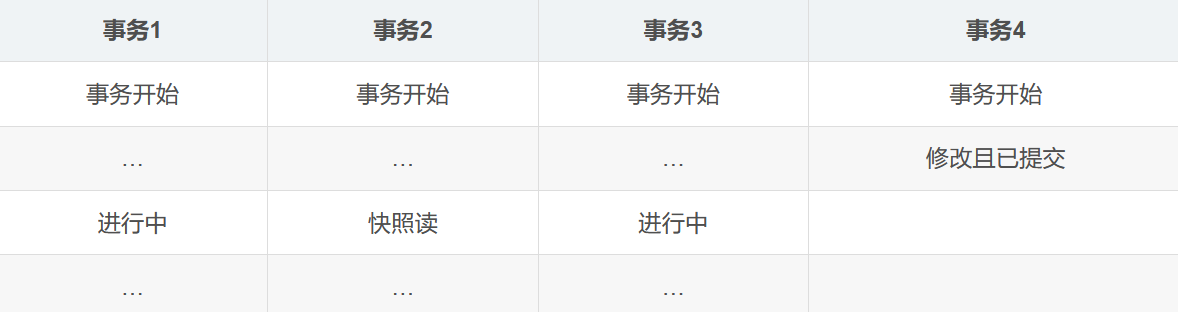 事务1 事务2 事务3 事务4
事务开始 事务开始 事务开始 事务开始
… … … 修改且已提交
进行中 快照读 进行中
… … …